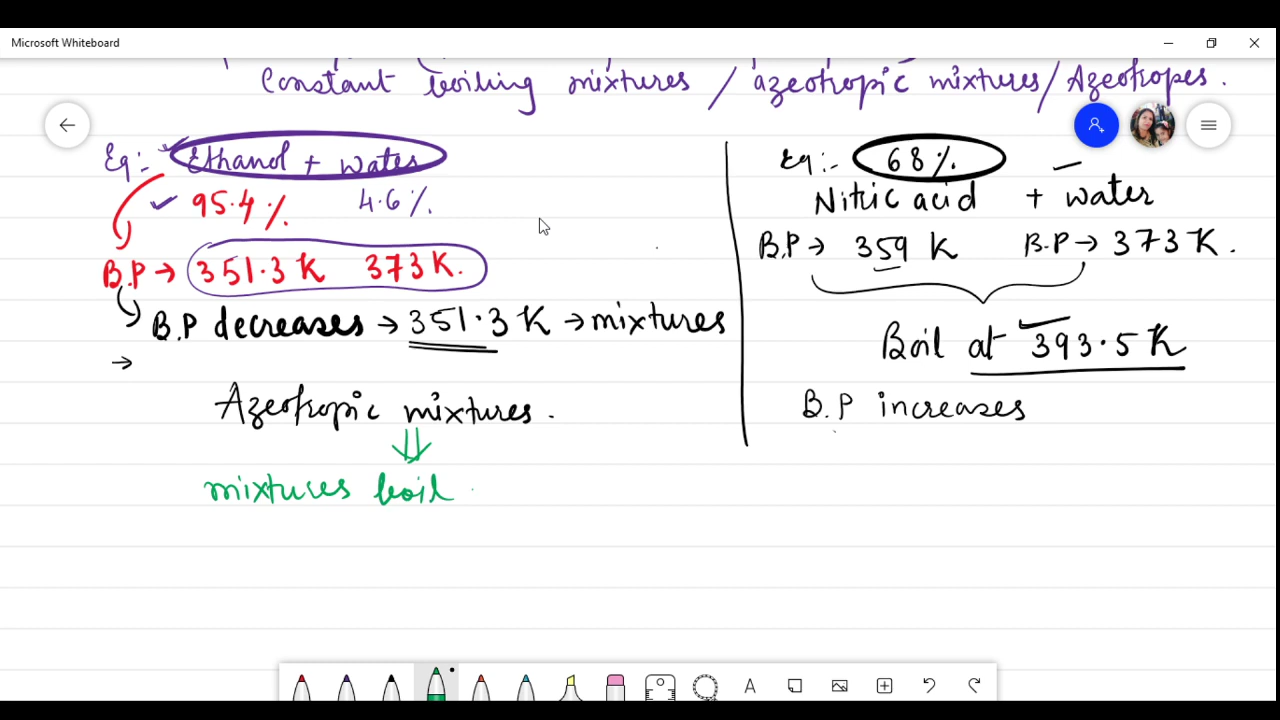 Microsoft Whiteboard
Constant boiling mixtures / azeotropic mixtures/Azeotropes.
Eg:- Ethanol + water
95.4%. 4.6%.
B.P → 351.3 K 373 K.
B.P decreases → 351.3 K → mixtures
→
Azeotropic mixtures.
mixtures boil
Eg:- 68%.
Nitric acid + water
B.P → 359 K B.P → 373 K.
Boil at 393.5 K
B.P increases
A